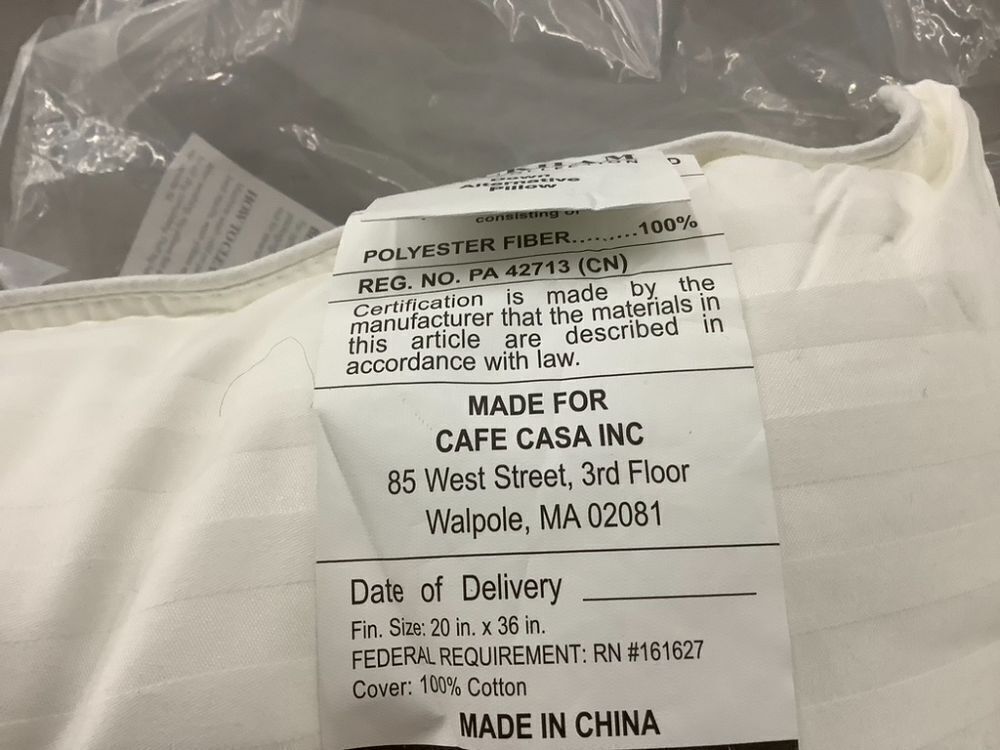 Down
Alternative
Pillow
consisting of
POLYESTER FIBER.........100%
REG. NO. PA 42713 (CN)
Certification is made by the
manufacturer that the materials in
this article are described in
accordance with law.
MADE FOR
CAFE CASA INC
85 West Street, 3rd Floor
Walpole, MA 02081
Date of Delivery
Fin. Size: 20 in. x 36 in.
FEDERAL REQUIREMENT: RN #161627
Cover: 100% Cotton
MADE IN CHINA